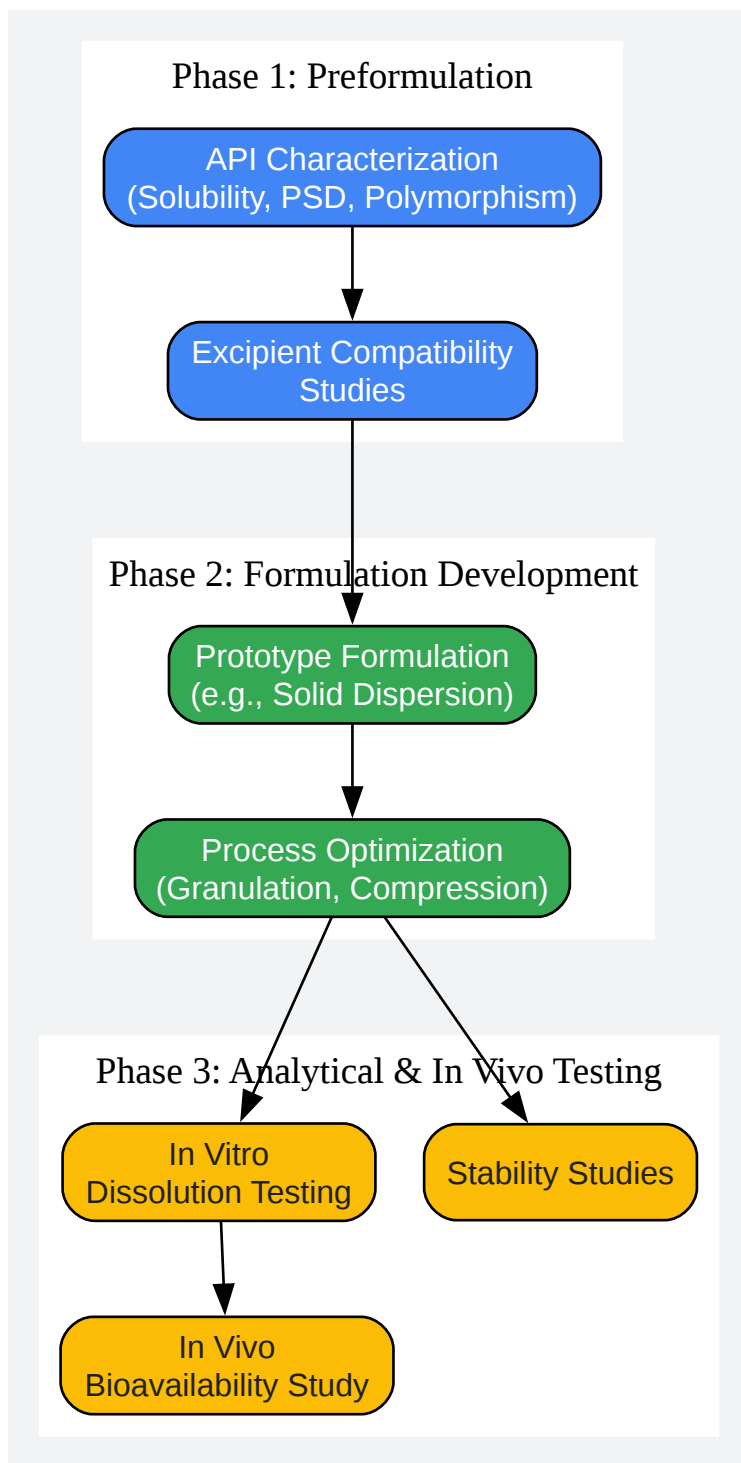 Phase 1: Preformulation
API Characterization
(Solubility, PSD, Polymorphism)
Excipient Compatibility
Studies
Phase 2: Formulation Development
Prototype Formulation
(e.g., Solid Dispersion)
Process Optimization
(Granulation, Compression)
Phase 3: Analytical & In Vivo Testing
In Vitro
Dissolution Testing
Stability Studies
In Vivo
Bioavailability Study